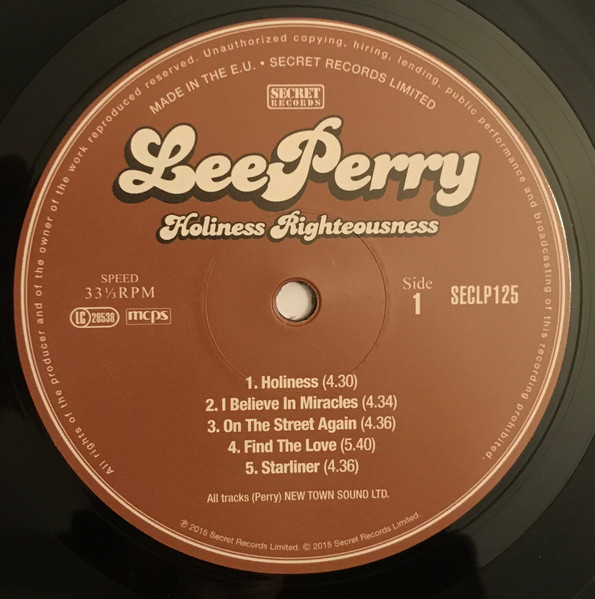 All rights of the producer and of the owner of the work reproduced reserved. Unauthorized copying, hiring, lending, public performance and broadcasting of this recording prohibited.
MADE IN THE E.U. • SECRET RECORDS LIMITED
SECRET
RECORDS
Lee Perry
Holiness Righteousness
SPEED
33⅓RPM
LC 28538 mcps
Side
1
SECLP125
1. Holiness (4.30)
2. I Believe In Miracles (4.34)
3. On The Street Again (4.36)
4. Find The Love (5.40)
5. Starliner (4.36)
All tracks (Perry) NEW TOWN SOUND LTD.
℗ 2015 Secret Records Limited. © 2015 Secret Records Limited.